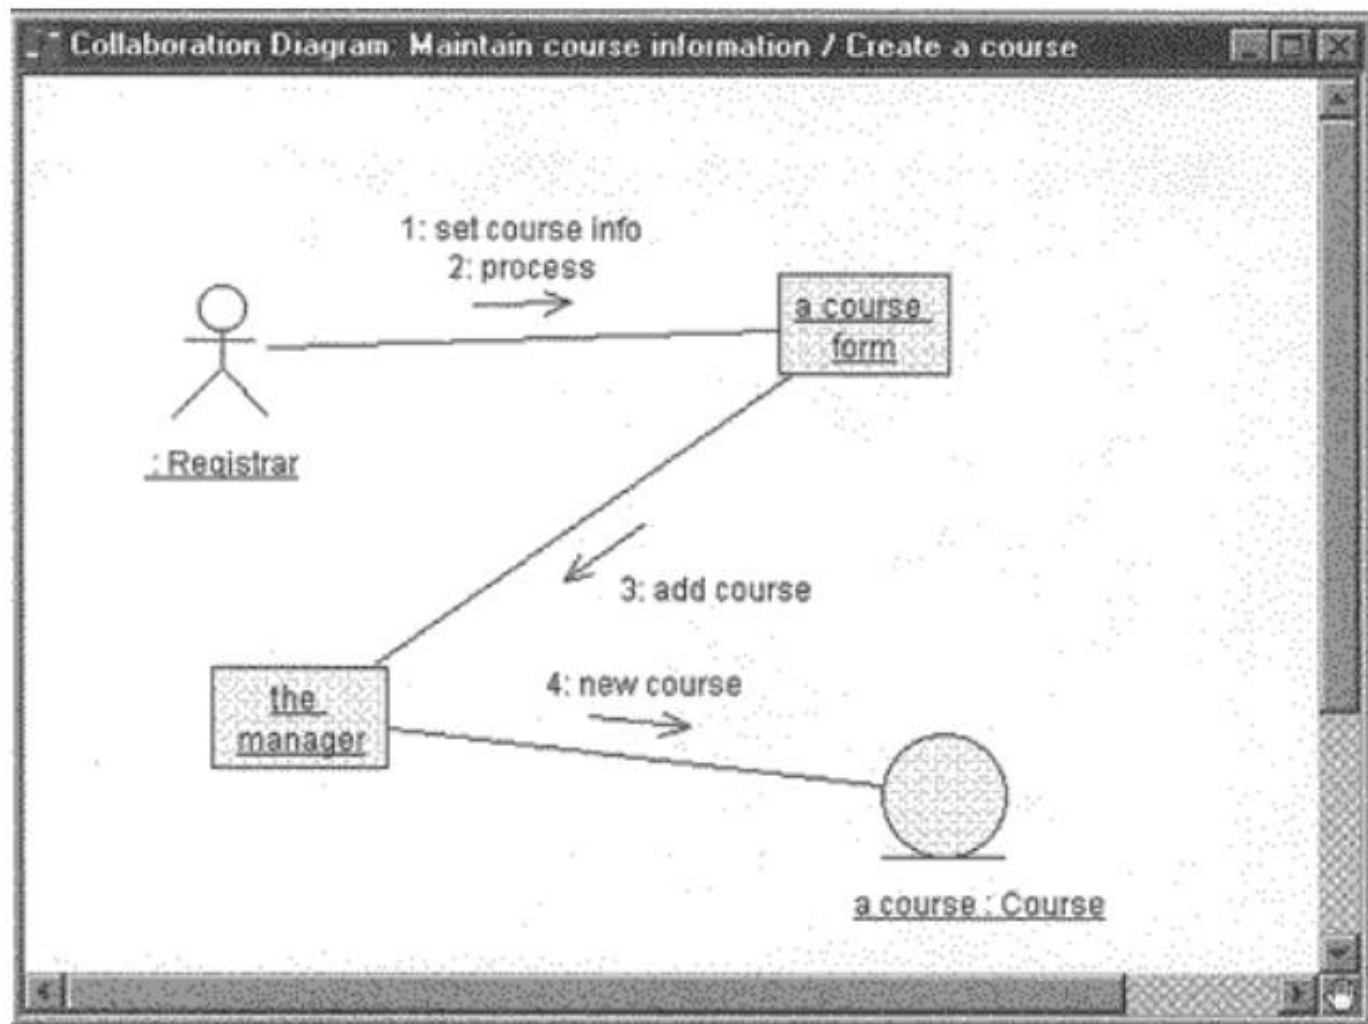 Collaboration Diagram: Maintain course information / Create a course
1: set course info
2: process
a course
form
: Registrar
3: add course
4: new course
the
manager
a course : Course